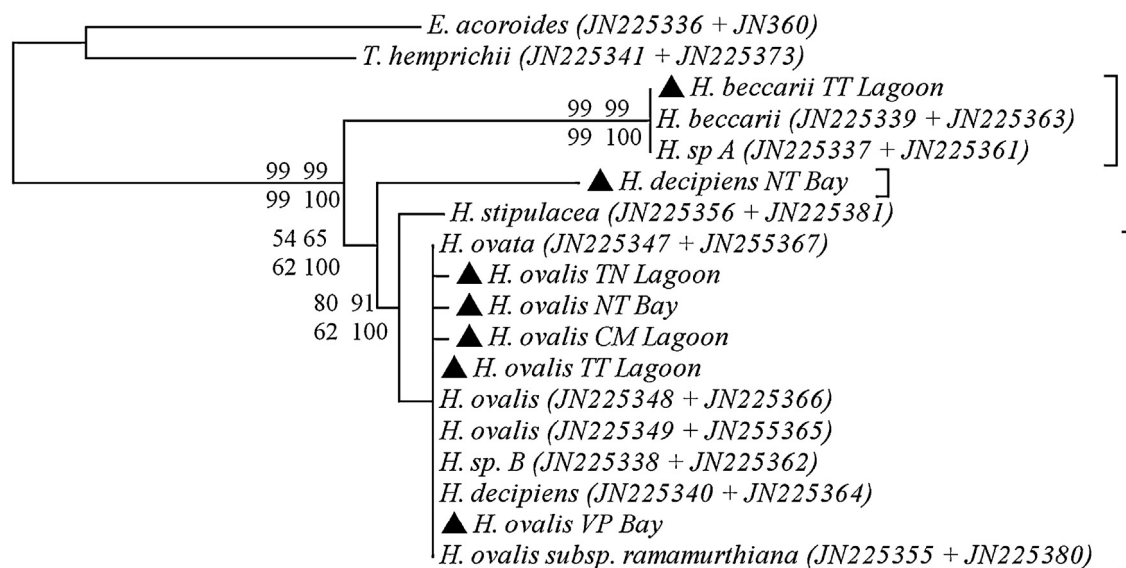 E. acoroides (JN225336 + JN360)
T. hemprichii (JN225341 + JN225373)
H. beccarii TT Lagoon
99 99
H. beccarii (JN225339 + JN225363)
99 100
H. sp A (JN225337 + JN225361)
99 99
H. decipiens NT Bay
99 100
H. stipulacea (JN225356 + JN225381)
54 65
H. ovata (JN225347 + JN255367)
62 100
H. ovalis TN Lagoon
80 91
H. ovalis NT Bay
62 100
H. ovalis CM Lagoon
H. ovalis TT Lagoon
H. ovalis (JN225348 + JN225366)
H. ovalis (JN225349 + JN255365)
H. sp. B (JN225338 + JN225362)
H. decipiens (JN225340 + JN225364)
H. ovalis VP Bay
H. ovalis subsp. ramamurthiana (JN225355 + JN225380)